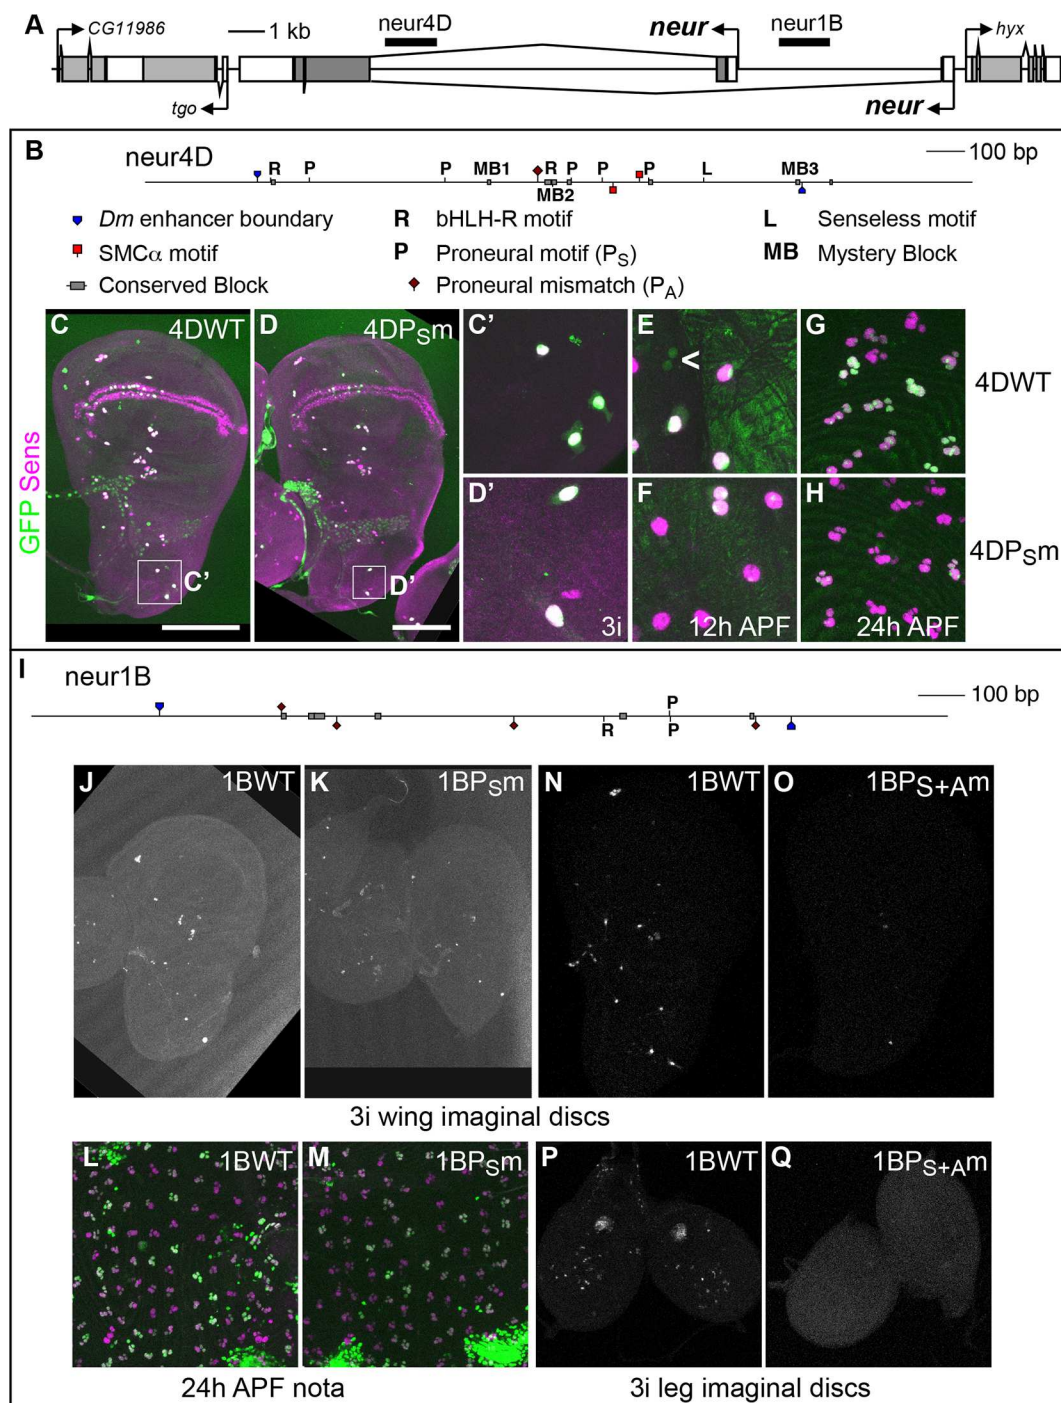 A
CG11986
1 kb
neur4D
neur
neur1B
hyx
tgo
neur
B
neur4D
100 bp
R P P MB1 R P P P L MB3
MB2
Dm enhancer boundary
R bHLH-R motif
L Senseless motif
SMCα motif
P Proneural motif (PS)
MB Mystery Block
Conserved Block
Proneural mismatch (PA)
GFP Sens
C 4DWT
C'
D 4DPSm
D'
C'
E <
G
4DWT
D' 3i
F 12h APF
H 24h APF
4DPSm
I
neur1B
100 bp
P
R P
J 1BWT
K 1BPSm
N 1BWT
O 1BPS+Am
3i wing imaginal discs
L 1BWT
M 1BPSm
P 1BWT
Q 1BPS+Am
24h APF nota
3i leg imaginal discs